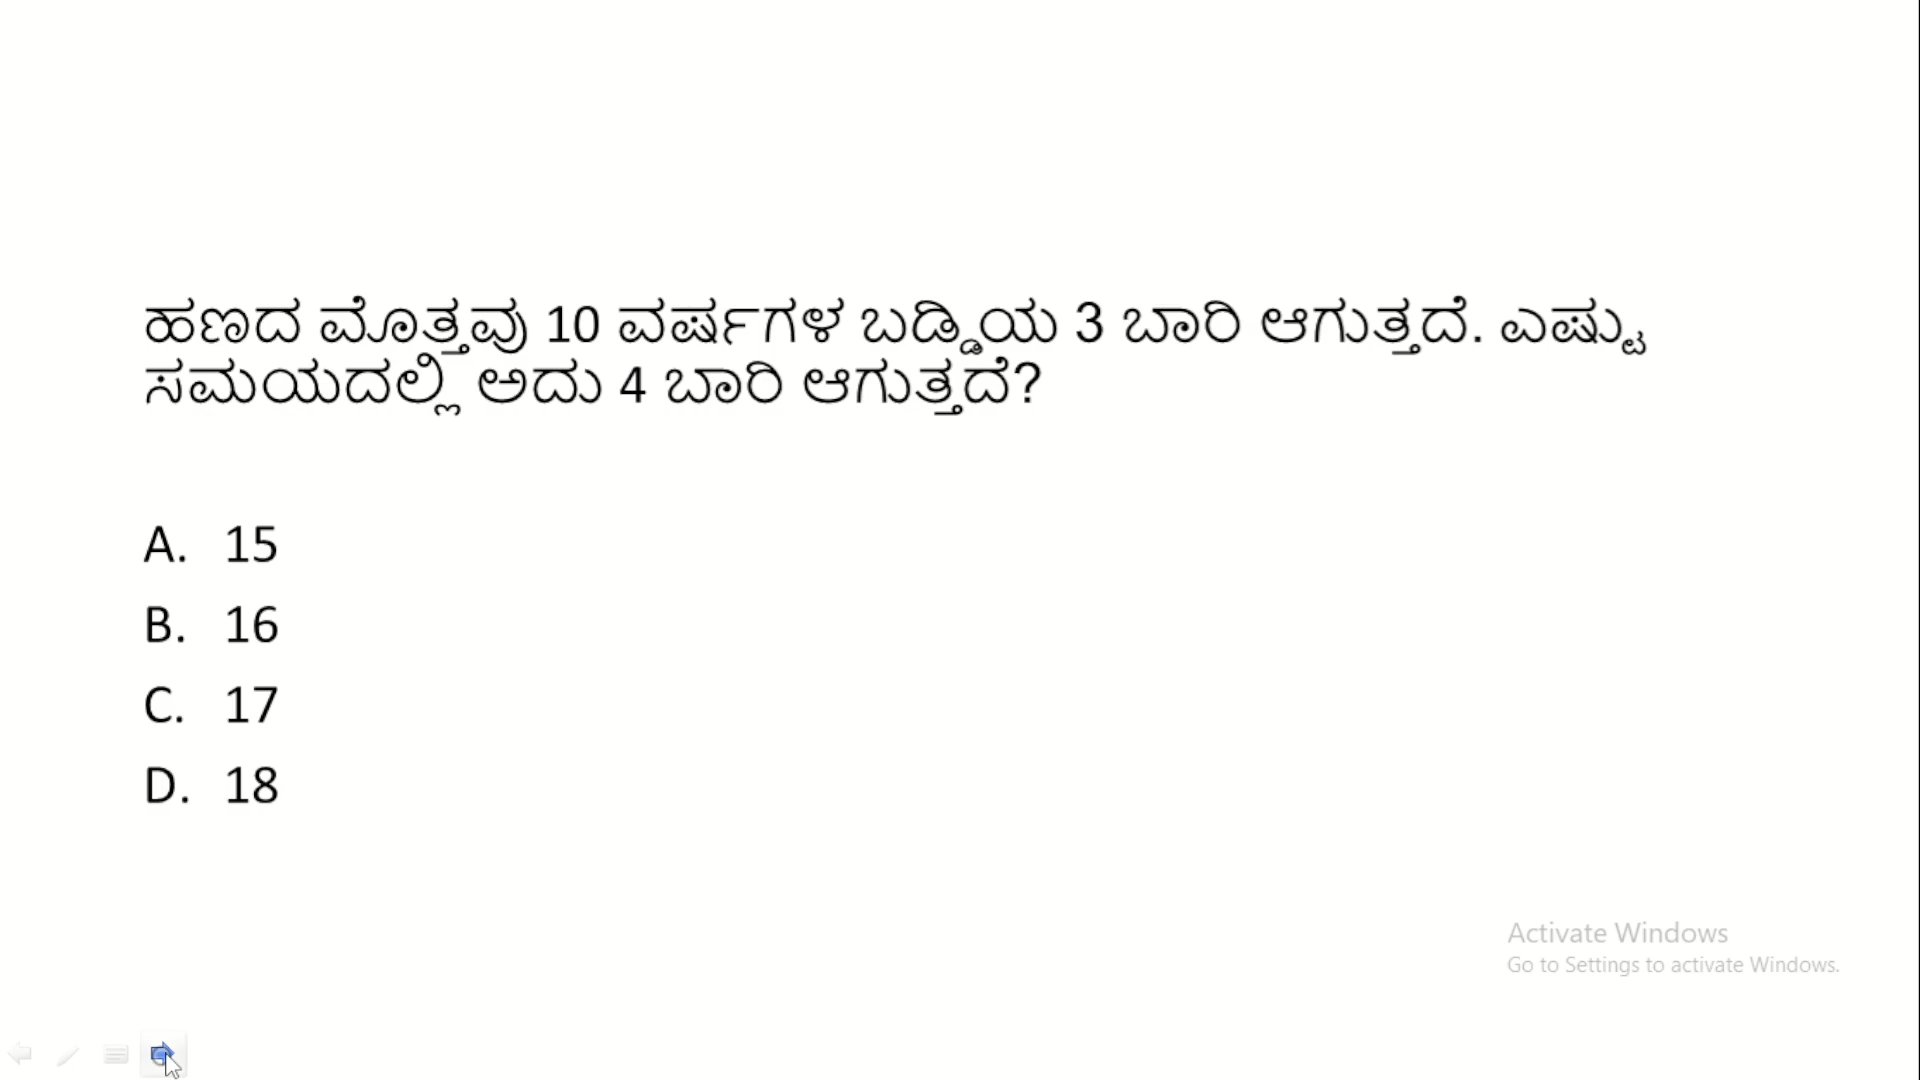 ಹಣದ ಮೊತ್ತವು 10 ವರ್ಷಗಳ ಬಡ್ಡಿಯ 3 ಬಾರಿ ಆಗುತ್ತದೆ. ಎಷ್ಟು
ಸಮಯದಲ್ಲಿ ಅದು 4 ಬಾರಿ ಆಗುತ್ತದೆ?
A. 15
B. 16
C. 17
D. 18
Activate Windows
Go to Settings to activate Windows.